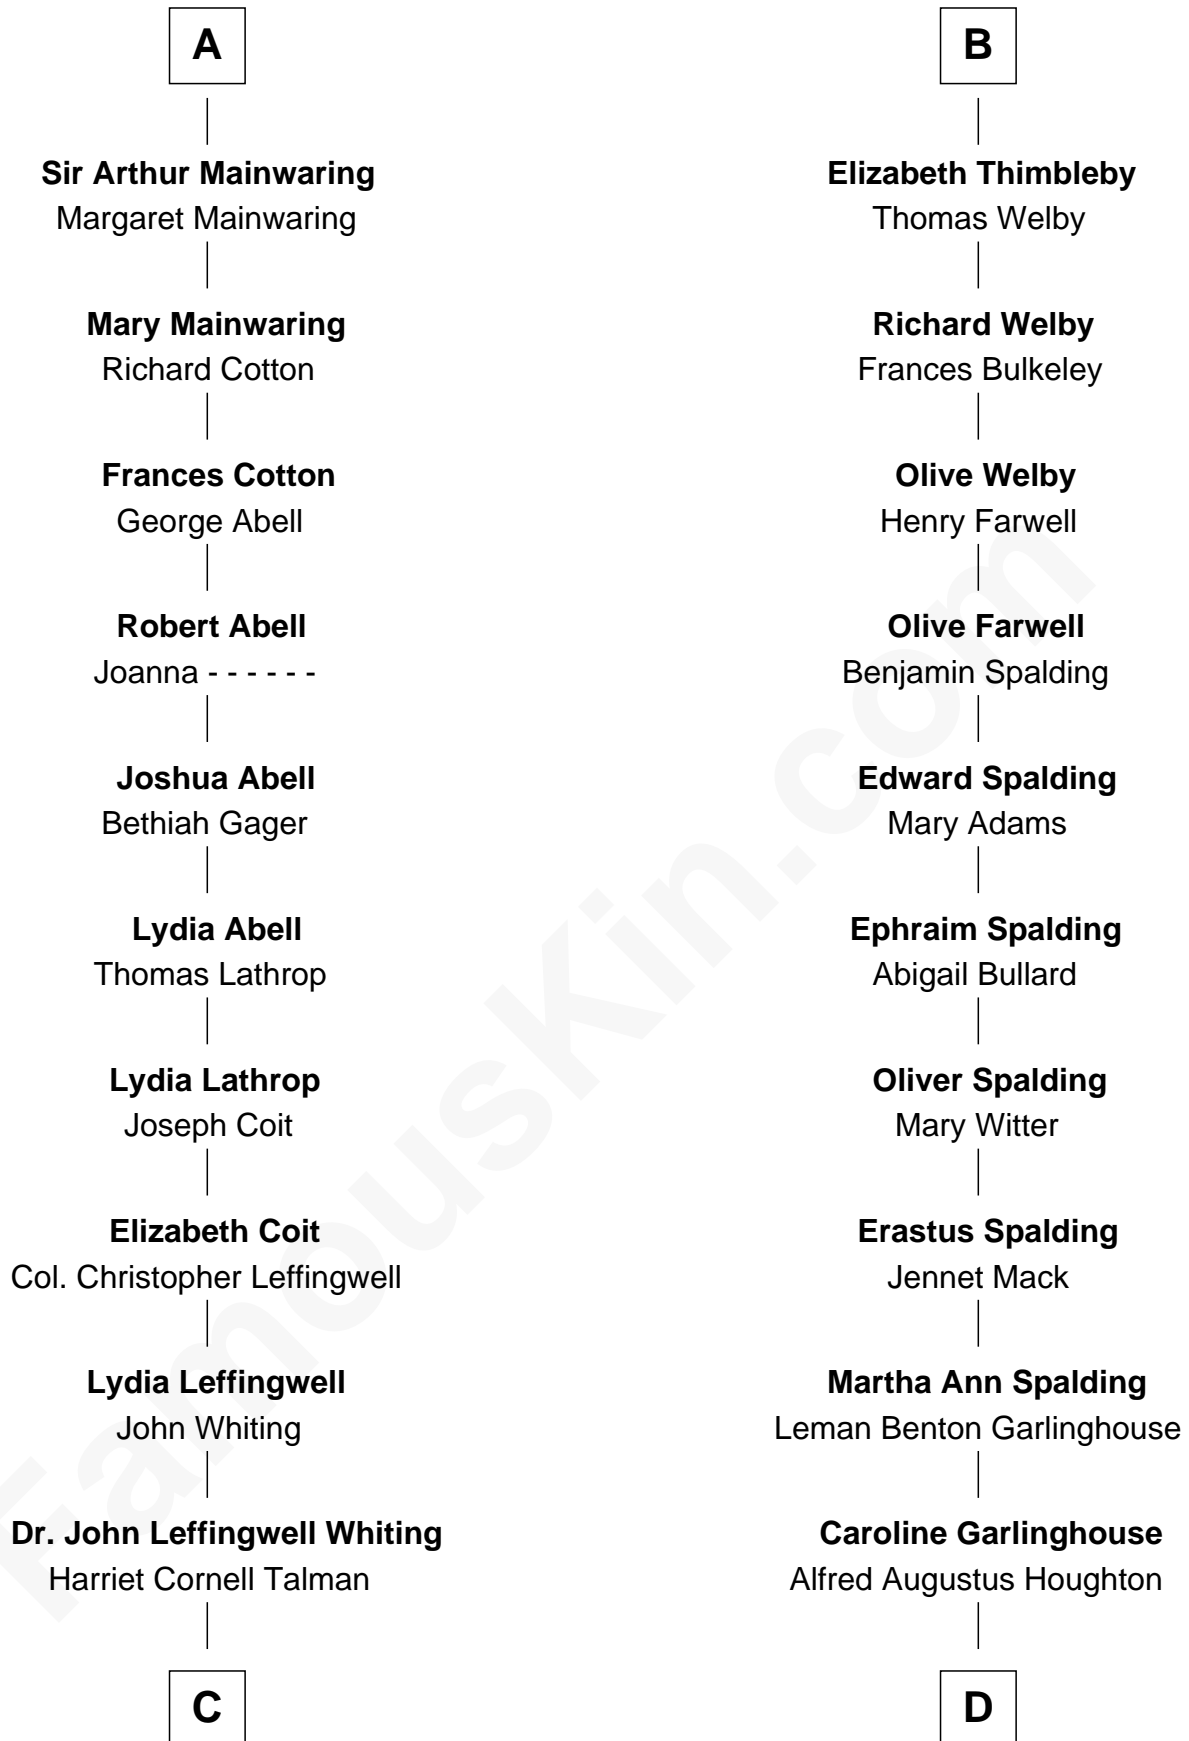 A
Sir Arthur Mainwaring
Margaret Mainwaring
Mary Mainwaring
Richard Cotton
Frances Cotton
George Abell
Robert Abell
Joanna - - - - - -
Joshua Abell
Bethiah Gager
Lydia Abell
Thomas Lathrop
Lydia Lathrop
Joseph Coit
Elizabeth Coit
Col. Christopher Leffingwell
Lydia Leffingwell
John Whiting
Dr. John Leffingwell Whiting
Harriet Cornell Talman
C
B
Elizabeth Thimbleby
Thomas Welby
Richard Welby
Frances Bulkeley
Olive Welby
Henry Farwell
Olive Farwell
Benjamin Spalding
Edward Spalding
Mary Adams
Ephraim Spalding
Abigail Bullard
Oliver Spalding
Mary Witter
Erastus Spalding
Jennet Mack
Martha Ann Spalding
Leman Benton Garlinghouse
Caroline Garlinghouse
Alfred Augustus Houghton
D
FamousKin.com